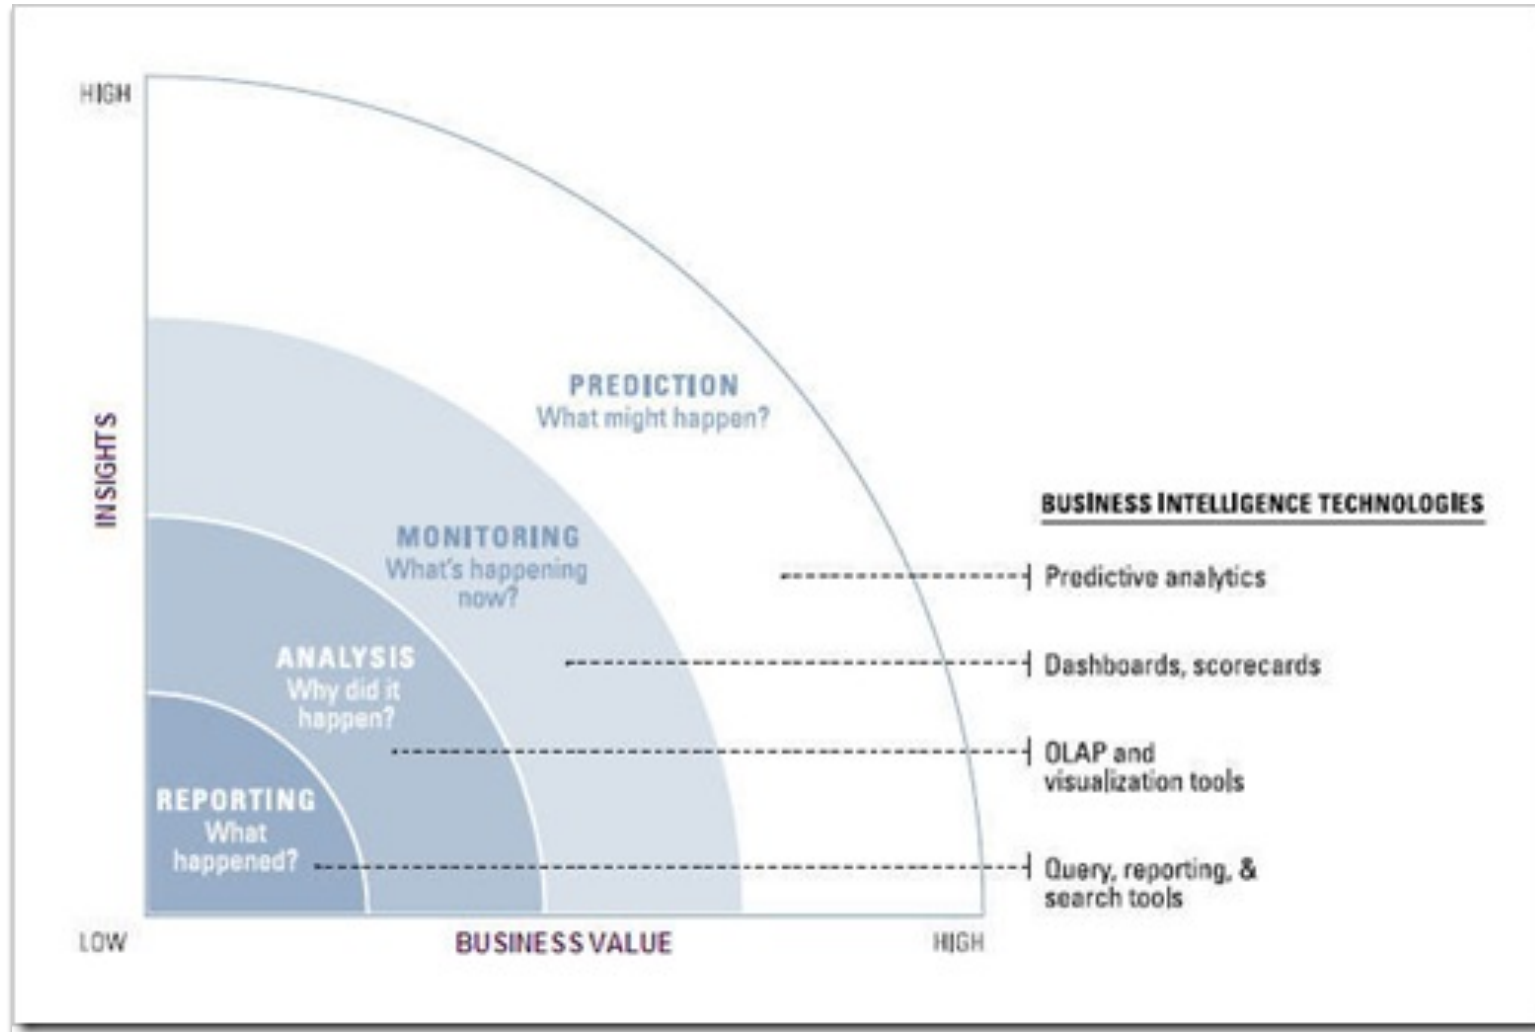 HIGH
PREDICTION
What might happen?
INSIGHTS
MONITORING
What's happening
now?
ANALYSIS
Why did it
happen?
REPORTING
What
happened?
BUSINESS INTELLIGENCE TECHNOLOGIES
Predictive analytics
Dashboards, scorecards
OLAP and
visualization tools
Query, reporting, &
search tools
LOW
BUSINESS VALUE
HIGH